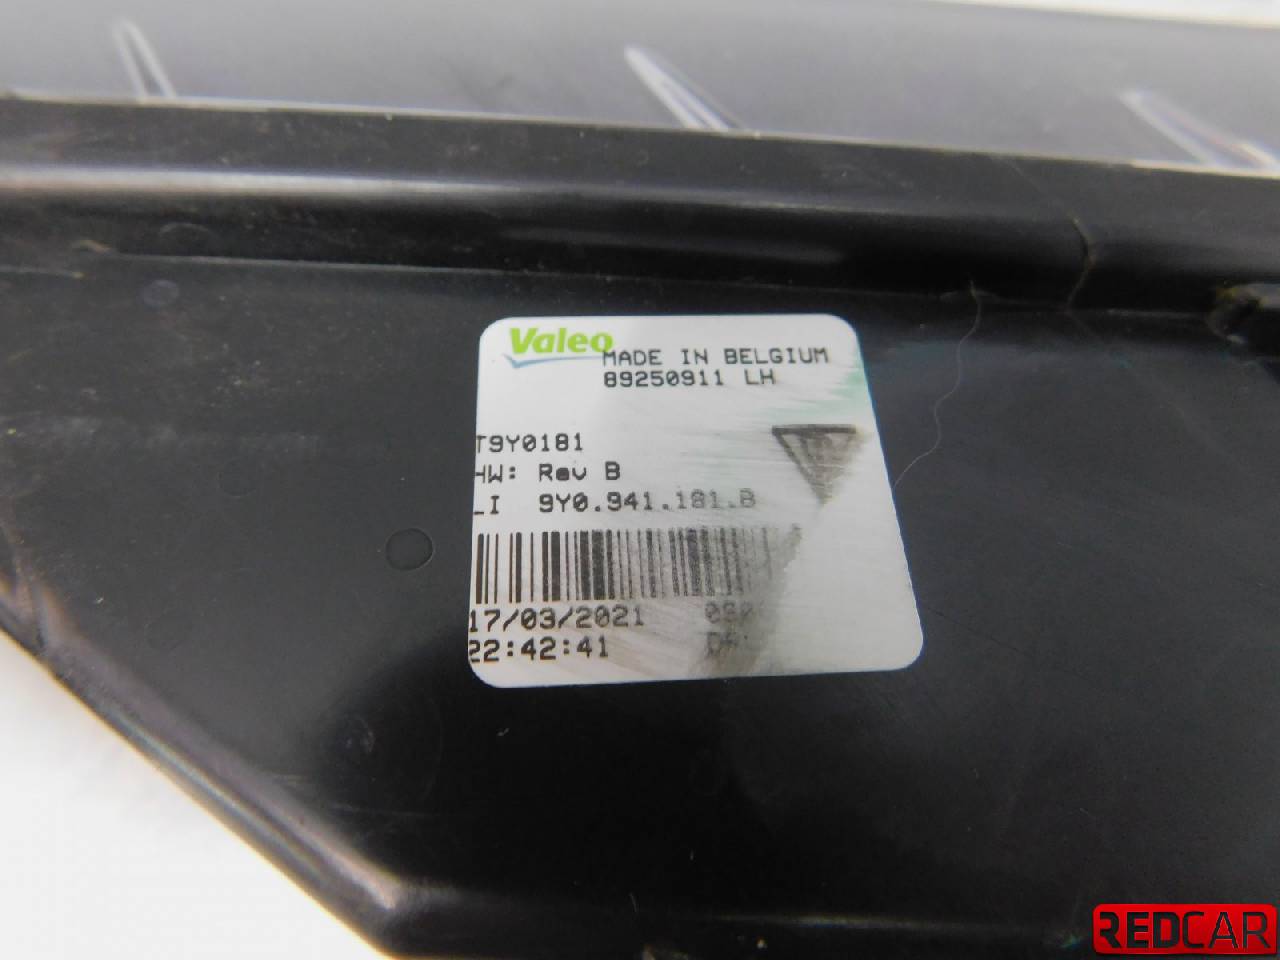 Valeo
MADE IN BELGIUM
89250911 LH
T9Y0181
HW: Rev B
LI 9Y0.941.181.B
17/03/2021
22:42:41
REDCAR